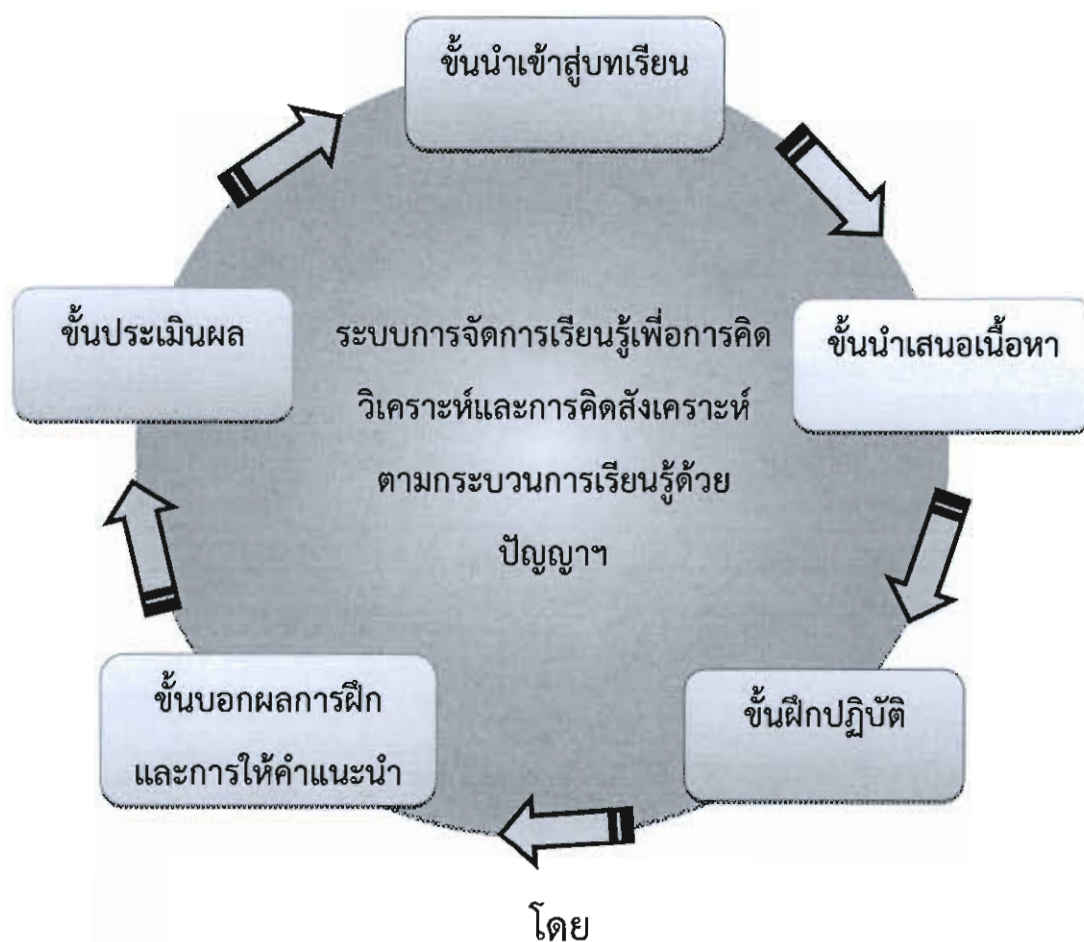 ขั้นนำเข้าสู่บทเรียน
ขั้นประเมินผล
ระบบการจัดการเรียนรู้เพื่อการคิด
วิเคราะห์และการคิดสังเคราะห์
ตามกระบวนการเรียนรู้ด้วย
ปัญญาฯ
ขั้นนำเสนอเนื้อหา
ขั้นบอกผลการฝึก
และการให้คำแนะนำ
ขั้นฝึกปฏิบัติ
โดย